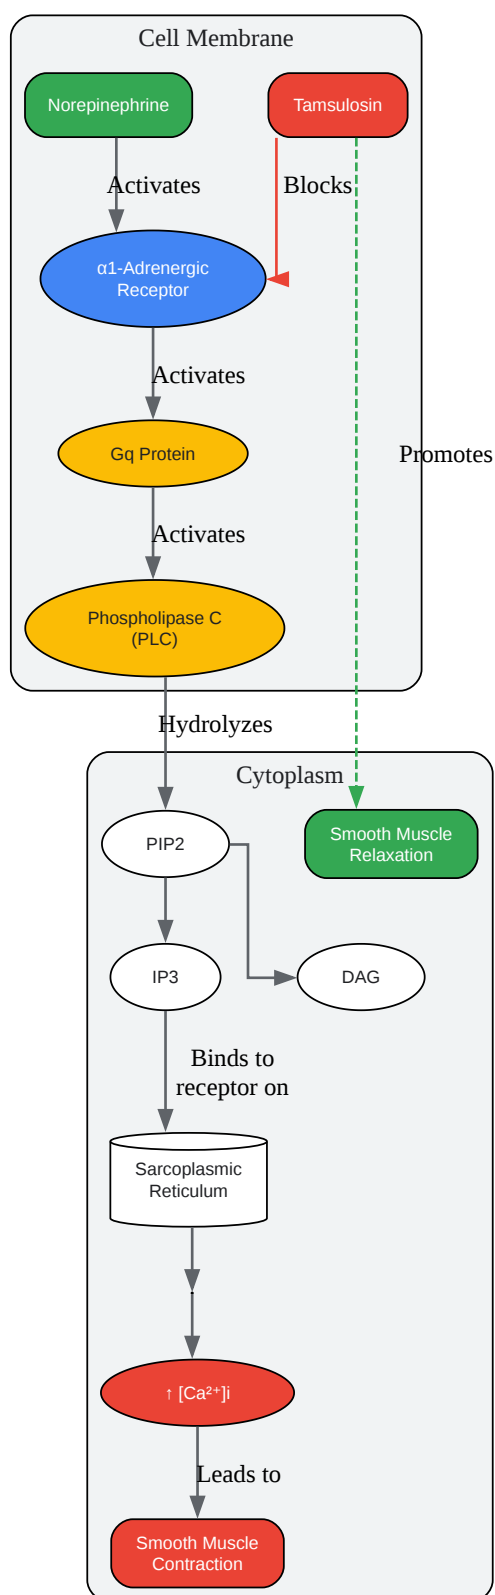 Cell Membrane
Norepinephrine
Tamsulosin
Activates
Blocks
α1-Adrenergic
Receptor
Activates
Gq Protein
Promotes
Activates
Phospholipase C
(PLC)
Hydrolyzes
Cytoplasm
PIP2
Smooth Muscle
Relaxation
IP3
DAG
Binds to
receptor on
Sarcoplasmic
Reticulum
↑ [Ca²⁺]i
Leads to
Smooth Muscle
Contraction